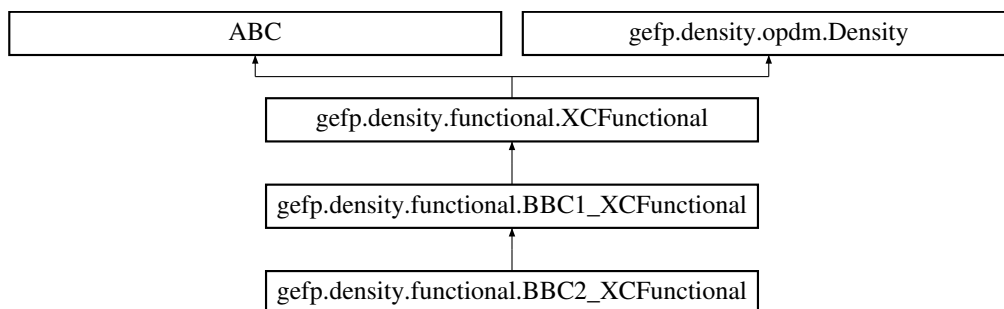 ABC
gefp.density.opdm.Density
gefp.density.functional.XCFunctional
gefp.density.functional.BBC1_XCFunctional
gefp.density.functional.BBC2_XCFunctional